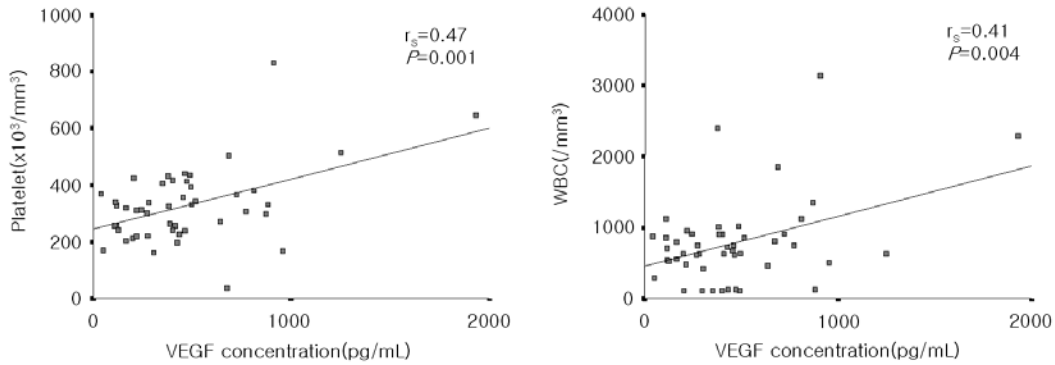 1000
800
600
400
200
0
Platelet(x10³/mm³)
rₛ=0.47
P=0.001
0 1000 2000
VEGF concentration(pg/mL)
4000
3000
2000
1000
0
WBC(/mm³)
rₛ=0.41
P=0.004
0 1000 2000
VEGF concentration(pg/mL)